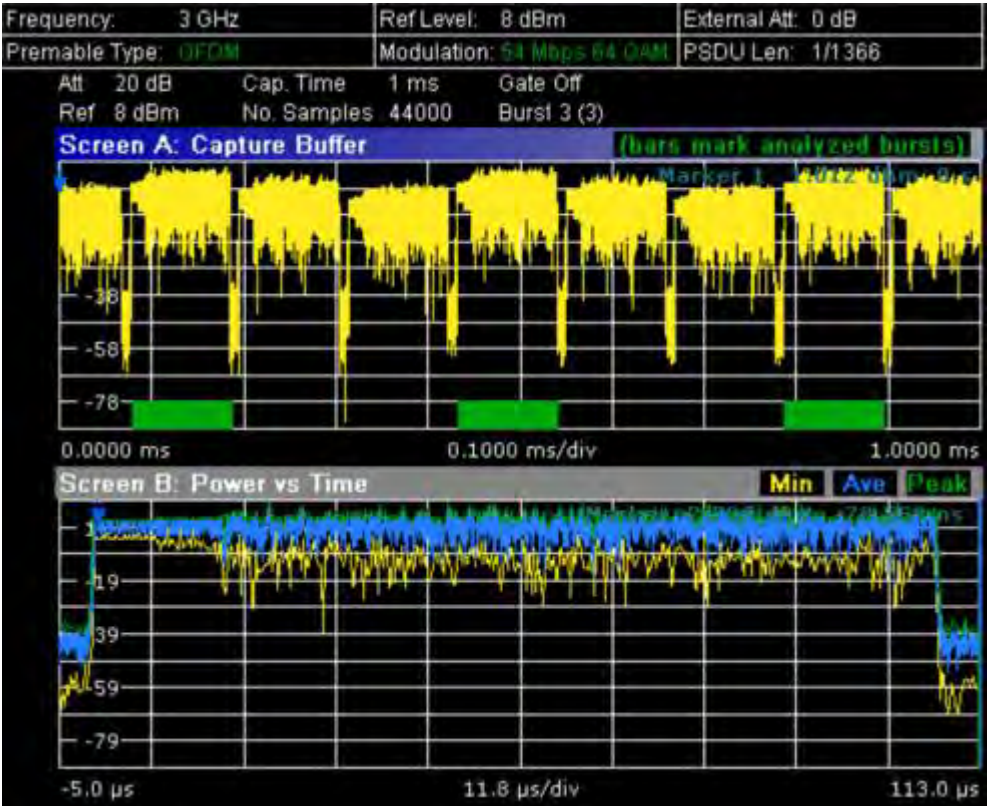 Frequency: 3 GHz Ref Level: 8 dBm External Att: 0 dB
Premable Type: OFDM Modulation: 54 Mbps 64 QAM PSDU Len: 1/1366
Att 20 dB Cap. Time 1 ms Gate Off
Ref 8 dBm No. Samples 44000 Burst 3 (3)
Screen A: Capture Buffer (bars mark analyzed bursts)
Marker 1
-38
-58
-78
0.0000 ms 0.1000 ms/div 1.0000 ms
Screen B: Power vs Time Min Ave Peak
-19
-39
-59
-79
-5.0 µs 11.8 µs/div 113.0 µs